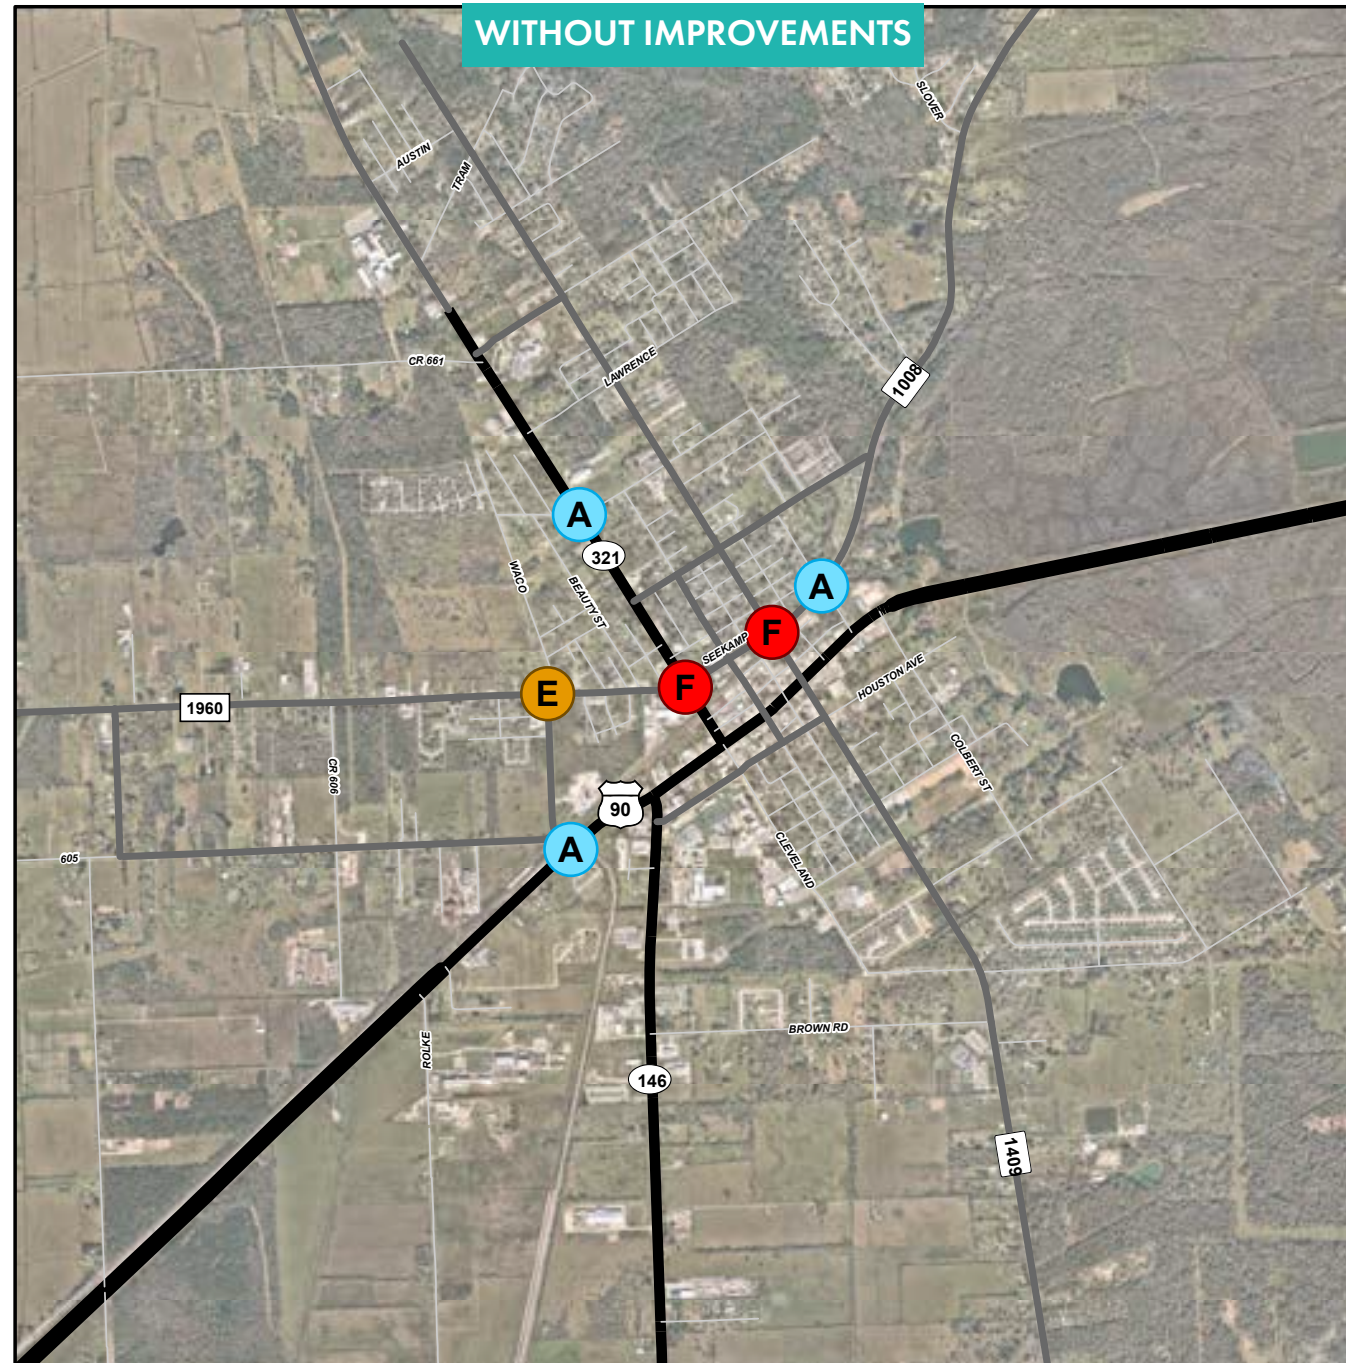 WITHOUT IMPROVEMENTS
SLOVER
AUSTIN
TRAM
CR 661
LAWRENCE
1008
A
321
WACO
BEAUTY ST
A
F
SEEKAMP
HOUSTON AVE
E
F
1960
COLBERT ST
CR 606
90
A
605
CLEVELAND
BROWN RD
ROLKE
146
1409